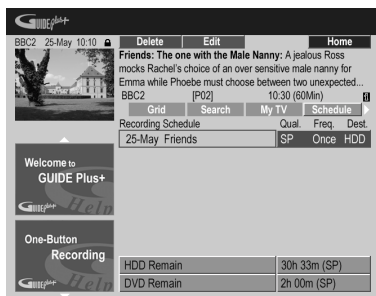 GUIDE Plus+
BBC2 25-May 10:10
Delete Edit Home
Friends: The one with the Male Nanny: A jealous Ross
mocks Rachel's choice of an over sensitive male nanny for
Emma while Phoebe must choose between two unexpected...
BBC2 [P02] 10:30 (60Min)
Grid Search My TV Schedule
Recording Schedule Qual. Freq. Dest.
25-May Friends SP Once HDD
Welcome to
GUIDE Plus+
GUIDE Plus+ Help
One-Button
Recording
GUIDE Plus+ Help
HDD Remain 30h 33m (SP)
DVD Remain 2h 00m (SP)